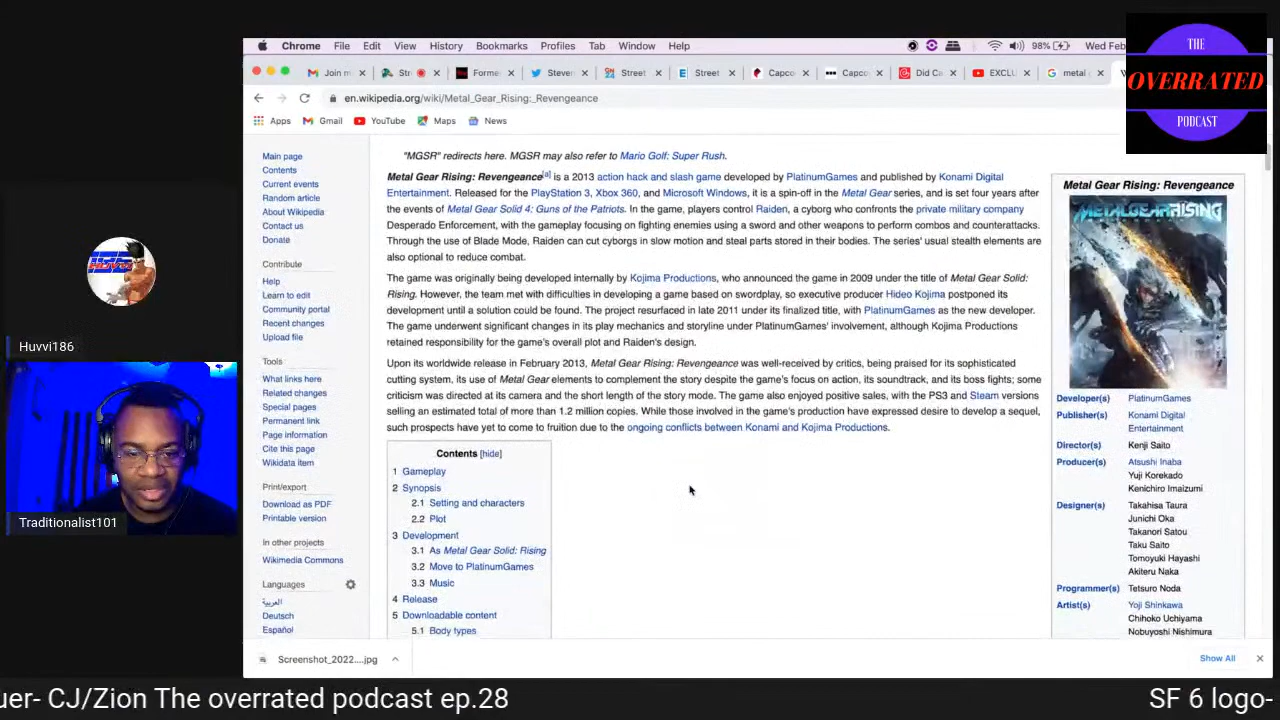 THE
OVERRATED
PODCAST
Chrome File Edit View History Bookmarks Profiles Tab Window Help 98% Wed Feb
Join m Str Forme Steve Street Street Capco Capco Did Ca EXCLU metal
en.wikipedia.org/wiki/Metal_Gear_Rising:_Revengeance
Apps Gmail YouTube Maps News
Main page
Contents
Current events
Random article
About Wikipedia
Contact us
Donate
Contribute
Help
Learn to edit
Community portal
Recent changes
Upload file
Tools
What links here
Related changes
Special pages
Permanent link
Page information
Cite this page
Wikidata item
Print/export
Download as PDF
Printable version
In other projects
Wikimedia Commons
Languages
العربية
Deutsch
Español
"MGSR" redirects here. MGSR may also refer to Mario Golf: Super Rush.
Metal Gear Rising: Revengeance[a] is a 2013 action hack and slash game developed by PlatinumGames and published by Konami Digital
Entertainment. Released for the PlayStation 3, Xbox 360, and Microsoft Windows, it is a spin-off in the Metal Gear series, and is set four years after
the events of Metal Gear Solid 4: Guns of the Patriots. In the game, players control Raiden, a cyborg who confronts the private military company
Desperado Enforcement, with the gameplay focusing on fighting enemies using a sword and other weapons to perform combos and counterattacks.
Through the use of Blade Mode, Raiden can cut cyborgs in slow motion and steal parts stored in their bodies. The series' usual stealth elements are
also optional to reduce combat.
The game was originally being developed internally by Kojima Productions, who announced the game in 2009 under the title of Metal Gear Solid:
Rising. However, the team met with difficulties in developing a game based on swordplay, so executive producer Hideo Kojima postponed its
development until a solution could be found. The project resurfaced in late 2011 under its finalized title, with PlatinumGames as the new developer.
The game underwent significant changes in its play mechanics and storyline under PlatinumGames' involvement, although Kojima Productions
retained responsibility for the game's overall plot and Raiden's design.
Upon its worldwide release in February 2013, Metal Gear Rising: Revengeance was well-received by critics, being praised for its sophisticated
cutting system, its use of Metal Gear elements to complement the story despite the game's focus on action, its soundtrack, and its boss fights; some
criticism was directed at its camera and the short length of the story mode. The game also enjoyed positive sales, with the PS3 and Steam versions
selling an estimated total of more than 1.2 million copies. While those involved in the game's production have expressed desire to develop a sequel,
such prospects have yet to come to fruition due to the ongoing conflicts between Konami and Kojima Productions.
Contents [hide]
1 Gameplay
2 Synopsis
2.1 Setting and characters
2.2 Plot
3 Development
3.1 As Metal Gear Solid: Rising
3.2 Move to PlatinumGames
3.3 Music
4 Release
5 Downloadable content
5.1 Body types
Metal Gear Rising: Revengeance
METAL GEAR RISING
Developer(s) PlatinumGames
Publisher(s) Konami Digital
Entertainment
Director(s) Kenji Saito
Producer(s) Atsushi Inaba
Yuji Korekado
Kenichiro Imaizumi
Designer(s) Takahisa Taura
Junichi Oka
Takanori Satou
Taku Saito
Tomoyuki Hayashi
Akiteru Naka
Programmer(s) Tetsuro Noda
Artist(s) Yoji Shinkawa
Chihoko Uchiyama
Nobuyoshi Nishimura
Huvvi186
Traditionalist101
Screenshot_2022....jpg
Show All
uer- CJ/Zion The overrated podcast ep.28
SF 6 logo-